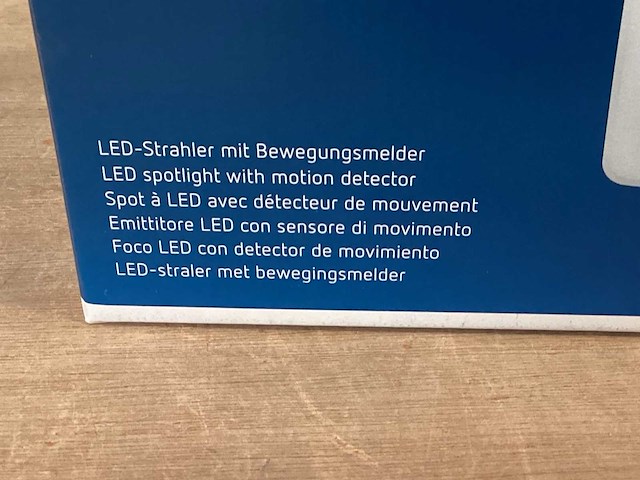 LED-Strahler mit Bewegungsmelder
LED spotlight with motion detector
Spot à LED avec détecteur de mouvement
Emittitore LED con sensore di movimento
Foco LED con detector de movimiento
LED-straler met bewegingsmelder